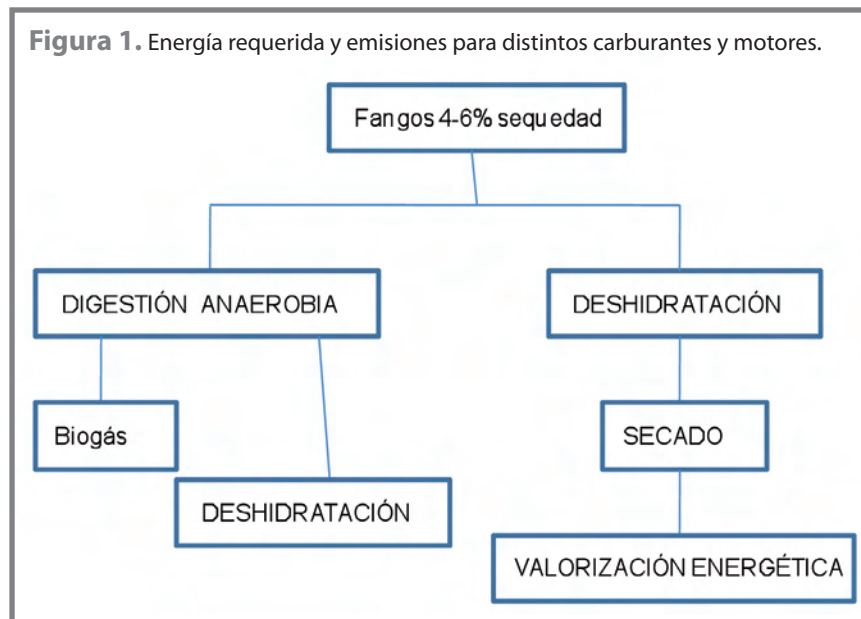 Figura 1. Energía requerida y emisiones para distintos carburantes y motores.
Fangos 4-6% sequedad
DIGESTIÓN ANAEROBIA
DESHIDRATACIÓN
Biogás
SECADO
DESHIDRATACIÓN
VALORIZACIÓN ENERGÉTICA